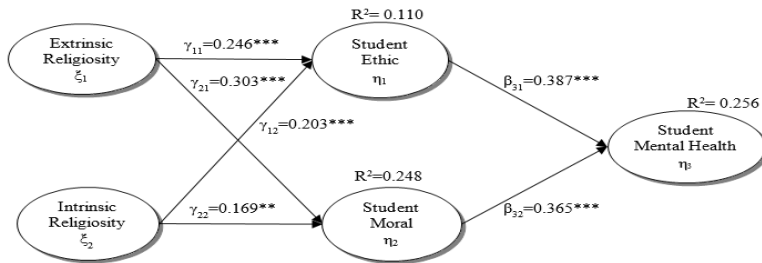 R²= 0.110
Extrinsic
Religiosity
ξ₁
γ₁₁=0.246***
Student
Ethic
η₁
γ₂₁=0.303***
β₃₁=0.387***
R²= 0.256
γ₁₂=0.203***
Student
Mental Health
η₃
R²=0.248
Intrinsic
Religiosity
ξ₂
γ₂₂=0.169**
Student
Moral
η₂
β₃₂=0.365***